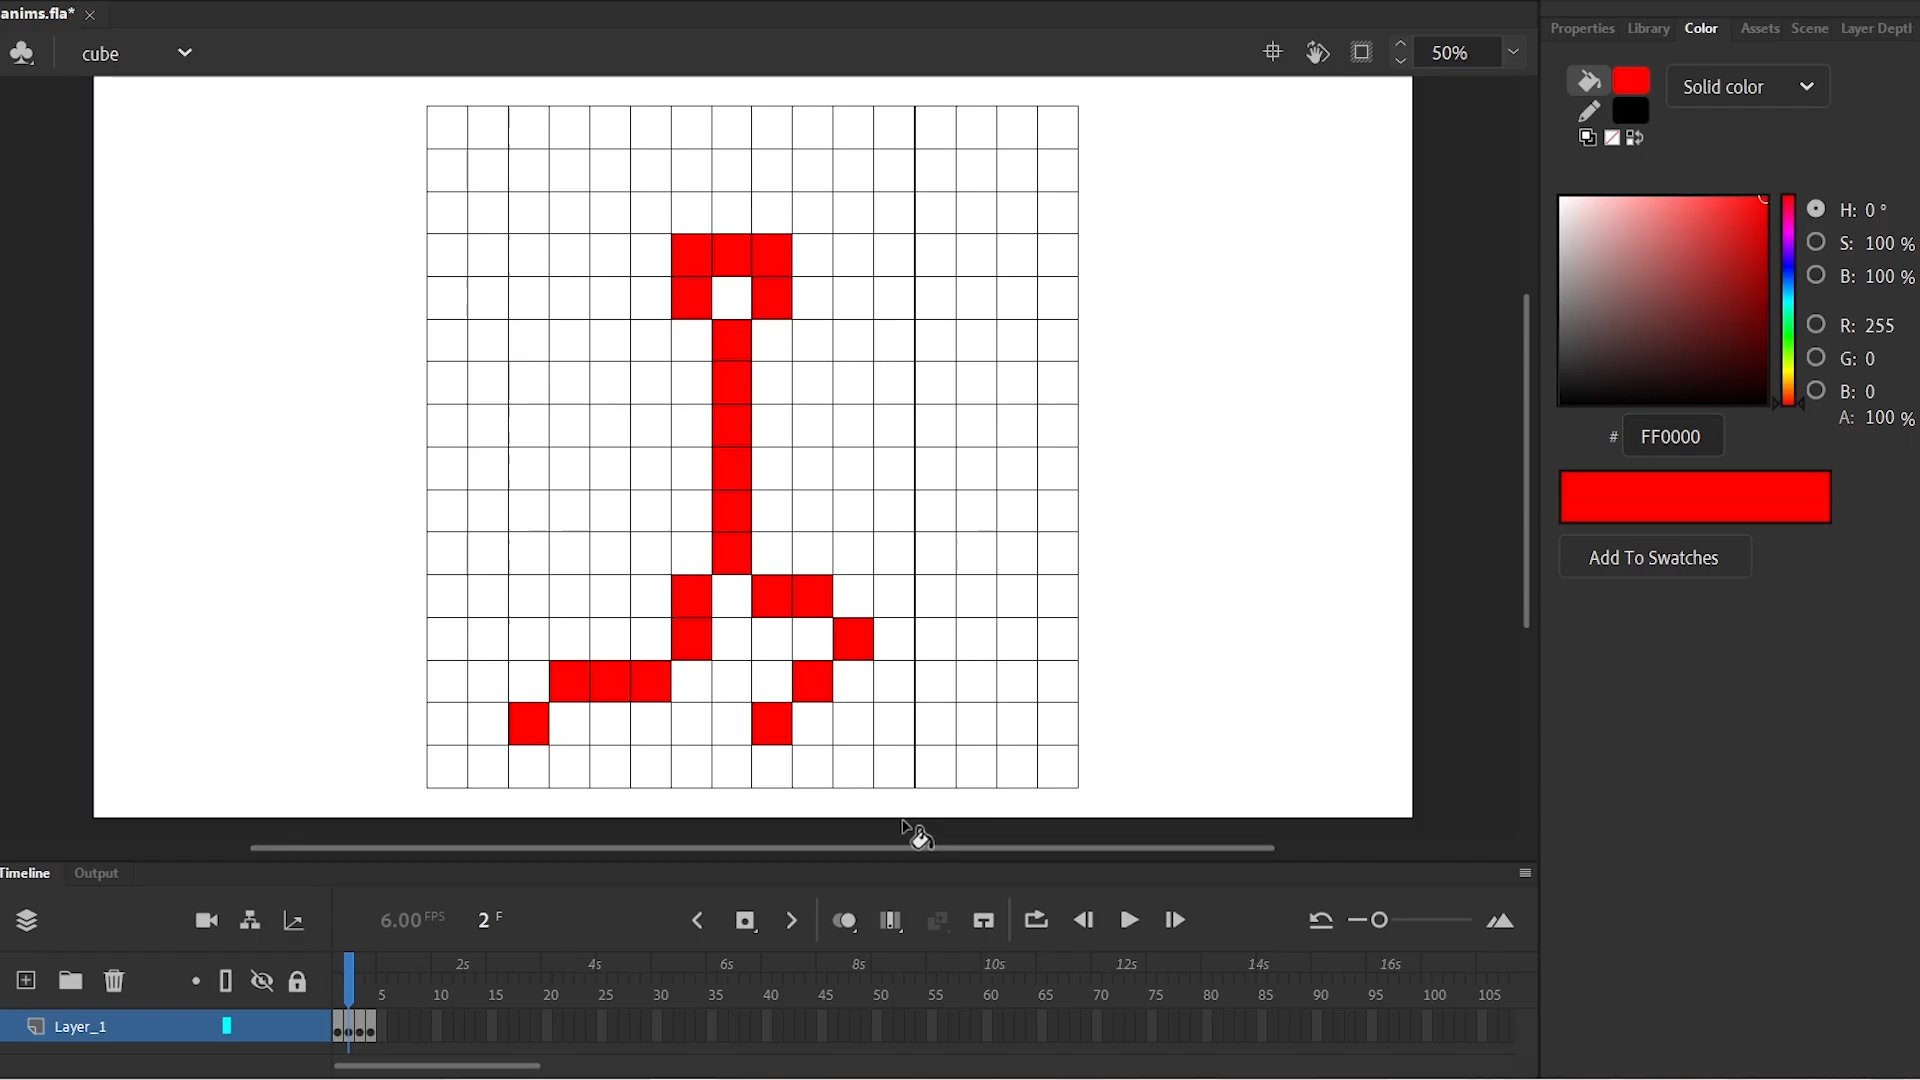 anims.fla*
Properties Library Color Assets Scene Layer Depth
cube
50%
Solid color
H: 0 °
S: 100 %
B: 100 %
R: 255
G: 0
B: 0
A: 100 %
# FF0000
Add To Swatches
Timeline Output
6.00 FPS 2 F
2s 4s 6s 8s 10s 12s 14s 16s
5 10 15 20 25 30 35 40 45 50 55 60 65 70 75 80 85 90 95 100 105
Layer_1